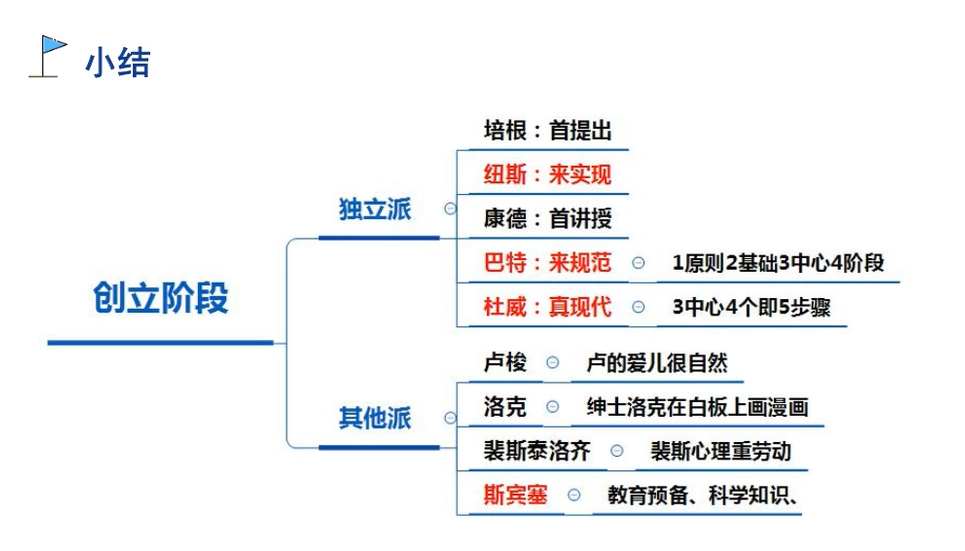 小结
创立阶段
独立派
培根：首提出
纽斯：来实现
康德：首讲授
巴特：来规范
1原则2基础3中心4阶段
杜威：真现代
3中心4个即5步骤
其他派
卢梭
卢的爱儿很自然
洛克
绅士洛克在白板上画漫画
裴斯泰洛齐
裴斯心理重劳动
斯宾塞
教育预备、科学知识、